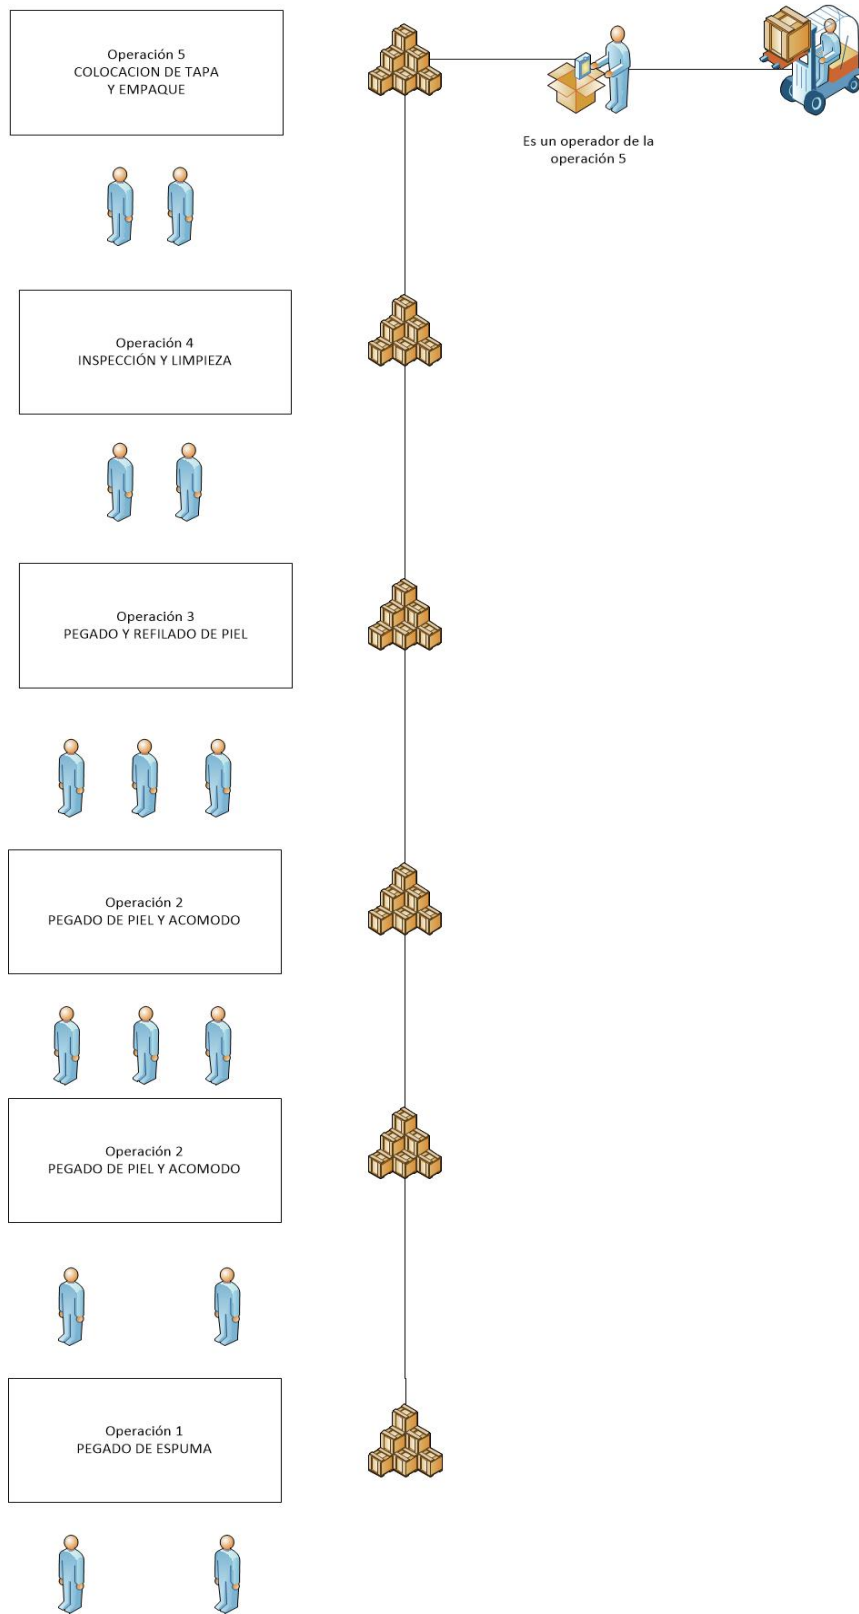 Operación 5
COLOCACION DE TAPA
Y EMPAQUE
Es un operador de la
operación 5
Operación 4
INSPECCIÓN Y LIMPIEZA
Operación 3
PEGADO Y REFILADO DE PIEL
Operación 2
PEGADO DE PIEL Y ACOMODO
Operación 2
PEGADO DE PIEL Y ACOMODO
Operación 1
PEGADO DE ESPUMA